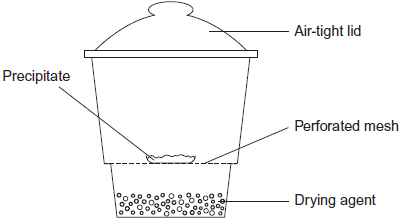 Air-tight lid
Precipitate
Perforated mesh
Drying agent